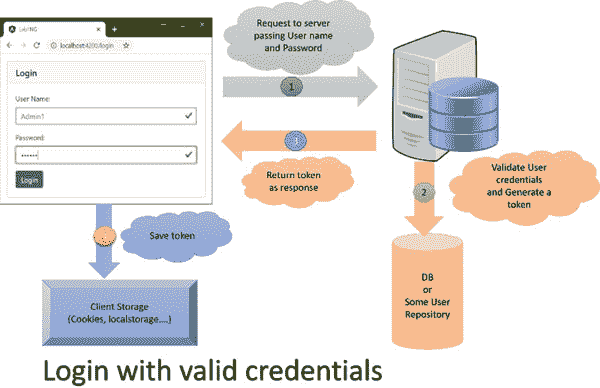 localhost:4200/login
Login
User Name:
Admin1
Password:
••••••
Login
Request to server
passing User name
and Password
1
3
Return token
as response
Validate User
credentials
and Generate a
token
2
Save token
DB
or
Some User
Repository
Client Storage
(Cookies, localstorage....)
Login with valid credentials